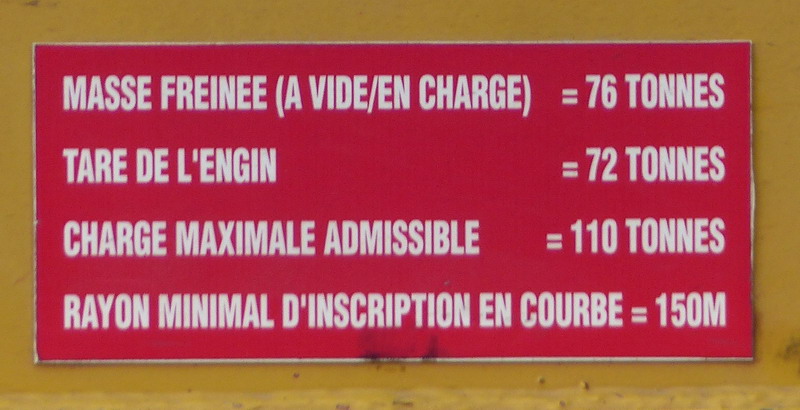 MASSE FREINEE (A VIDE/EN CHARGE) = 76 TONNES
TARE DE L'ENGIN = 72 TONNES
CHARGE MAXIMALE ADMISSIBLE = 110 TONNES
RAYON MINIMAL D'INSCRIPTION EN COURBE = 150M